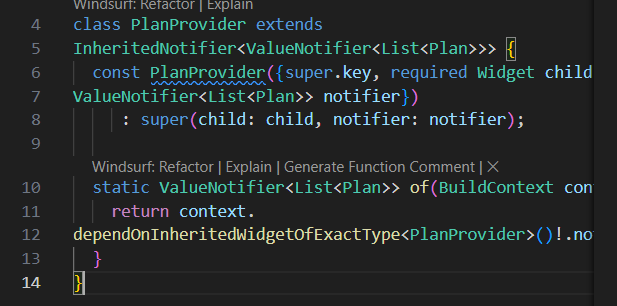 Windsurf: Refactor | Explain
4 class PlanProvider extends
5 InheritedNotifier<ValueNotifier<List<Plan>>> {
6 const PlanProvider({super.key, required Widget child
7 ValueNotifier<List<Plan>> notifier})
8 : super(child: child, notifier: notifier);
9
Windsurf: Refactor | Explain | Generate Function Comment | ×
10 static ValueNotifier<List<Plan>> of(BuildContext con
11 return context.
12 dependOnInheritedWidgetOfExactType<PlanProvider>()!.no
13 }
14 }